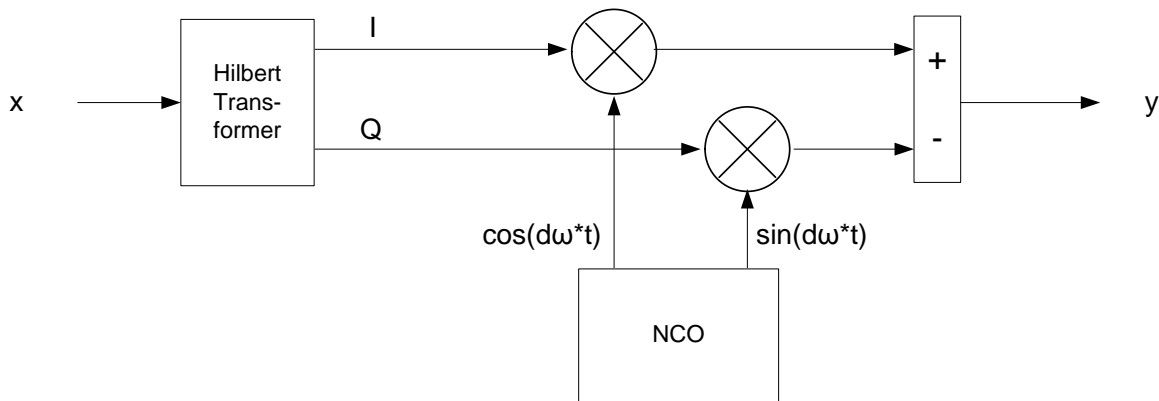 I
x
Hilbert
Trans-
former
+
y
Q
-
cos(dω*t)
sin(dω*t)
NCO